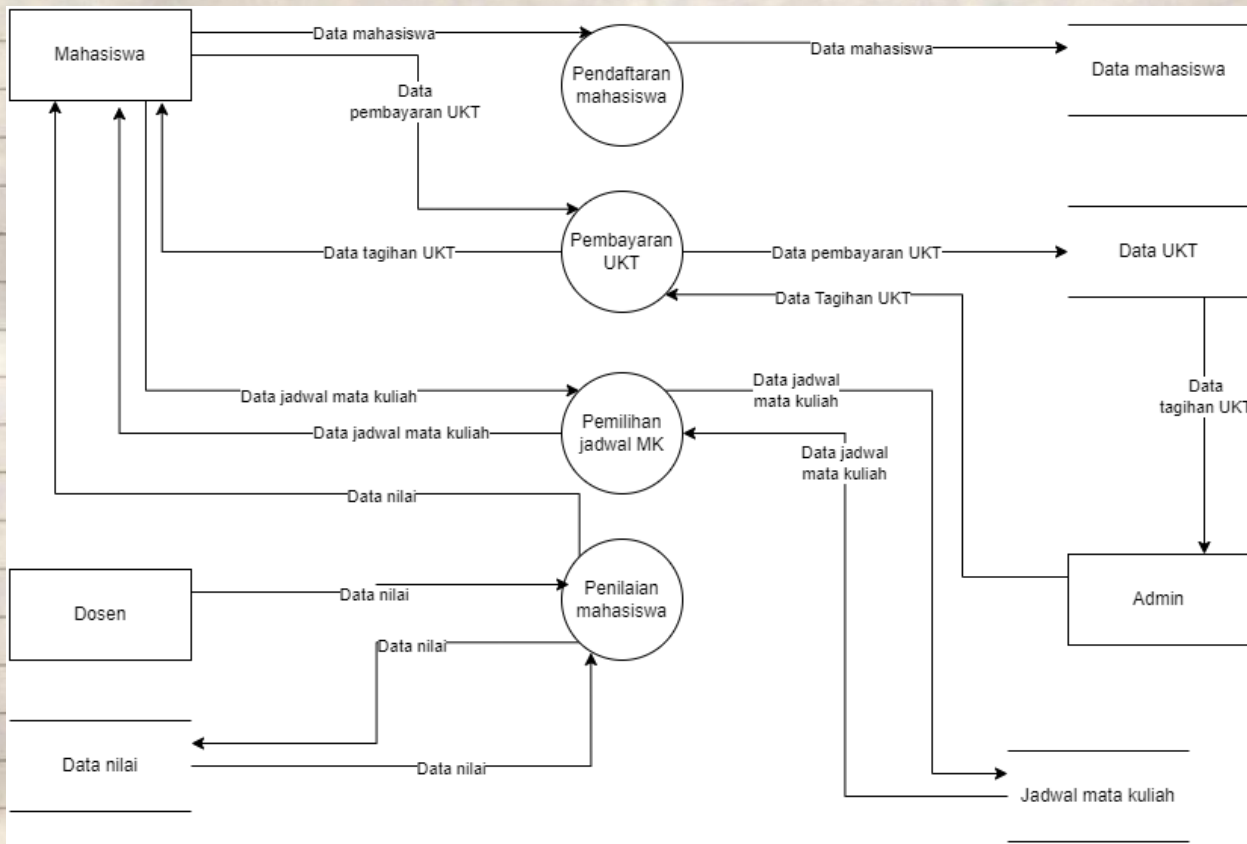 Mahasiswa
Data mahasiswa
Pendaftaran
mahasiswa
Data mahasiswa
Data mahasiswa
Data
pembayaran UKT
Data tagihan UKT
Pembayaran
UKT
Data pembayaran UKT
Data UKT
Data Tagihan UKT
Data
tagihan UKT
Data jadwal mata kuliah
Data jadwal mata kuliah
Pemilihan
jadwal MK
Data jadwal
mata kuliah
Data jadwal
mata kuliah
Data nilai
Dosen
Data nilai
Penilaian
mahasiswa
Admin
Data nilai
Data nilai
Data nilai
Jadwal mata kuliah